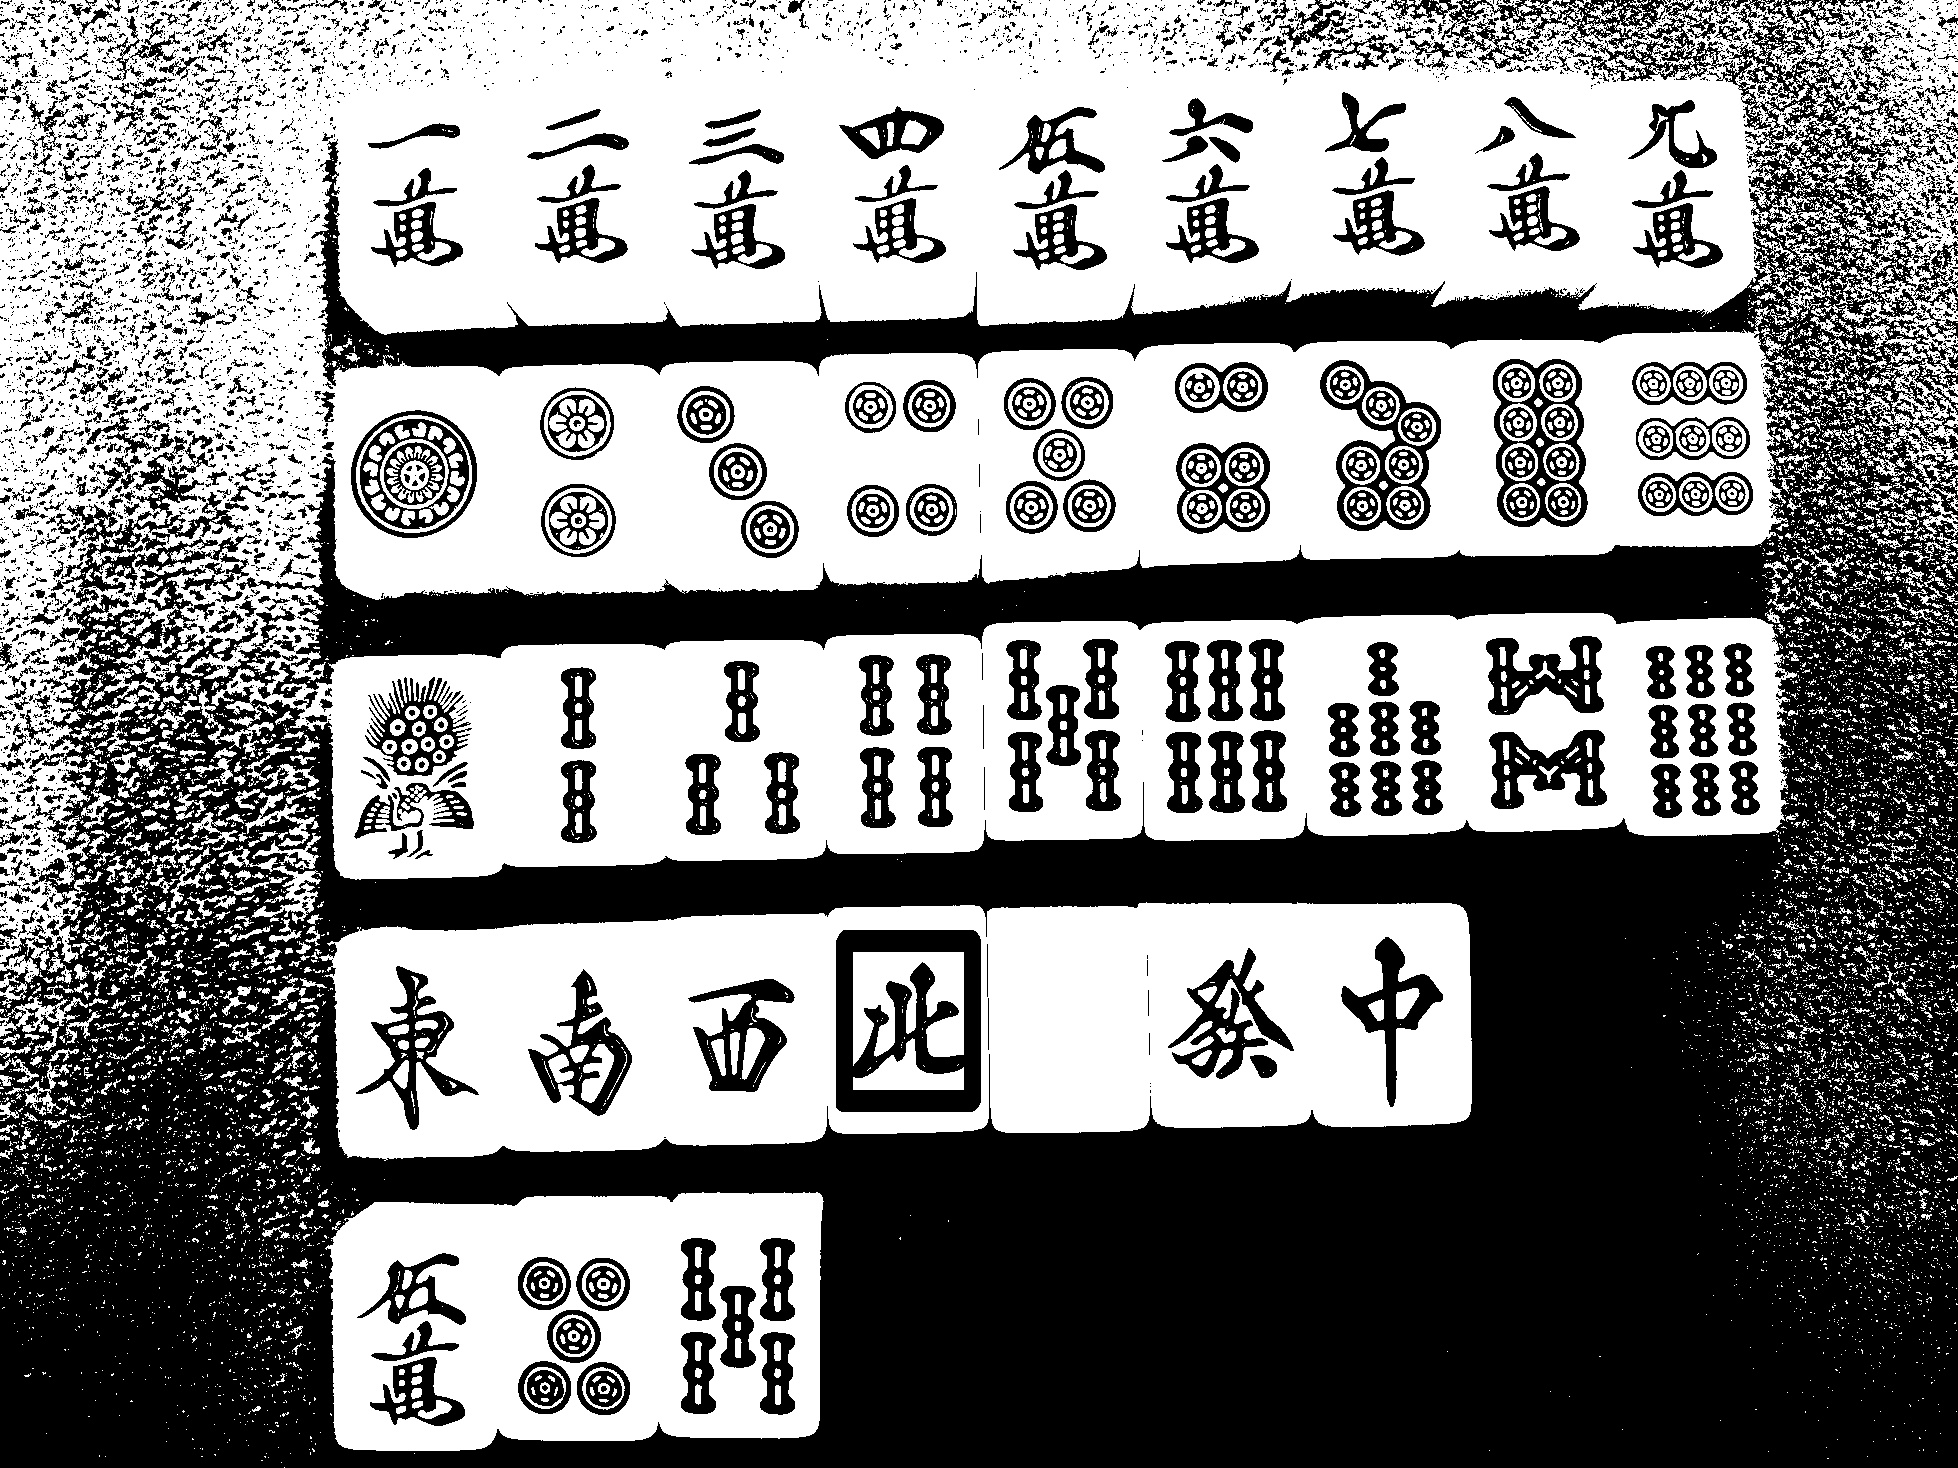 一 二 三 四 伍 六 七 八 九
萬 萬 萬 萬 萬 萬 萬 萬 萬
東 南 西 北 發 中
伍
萬